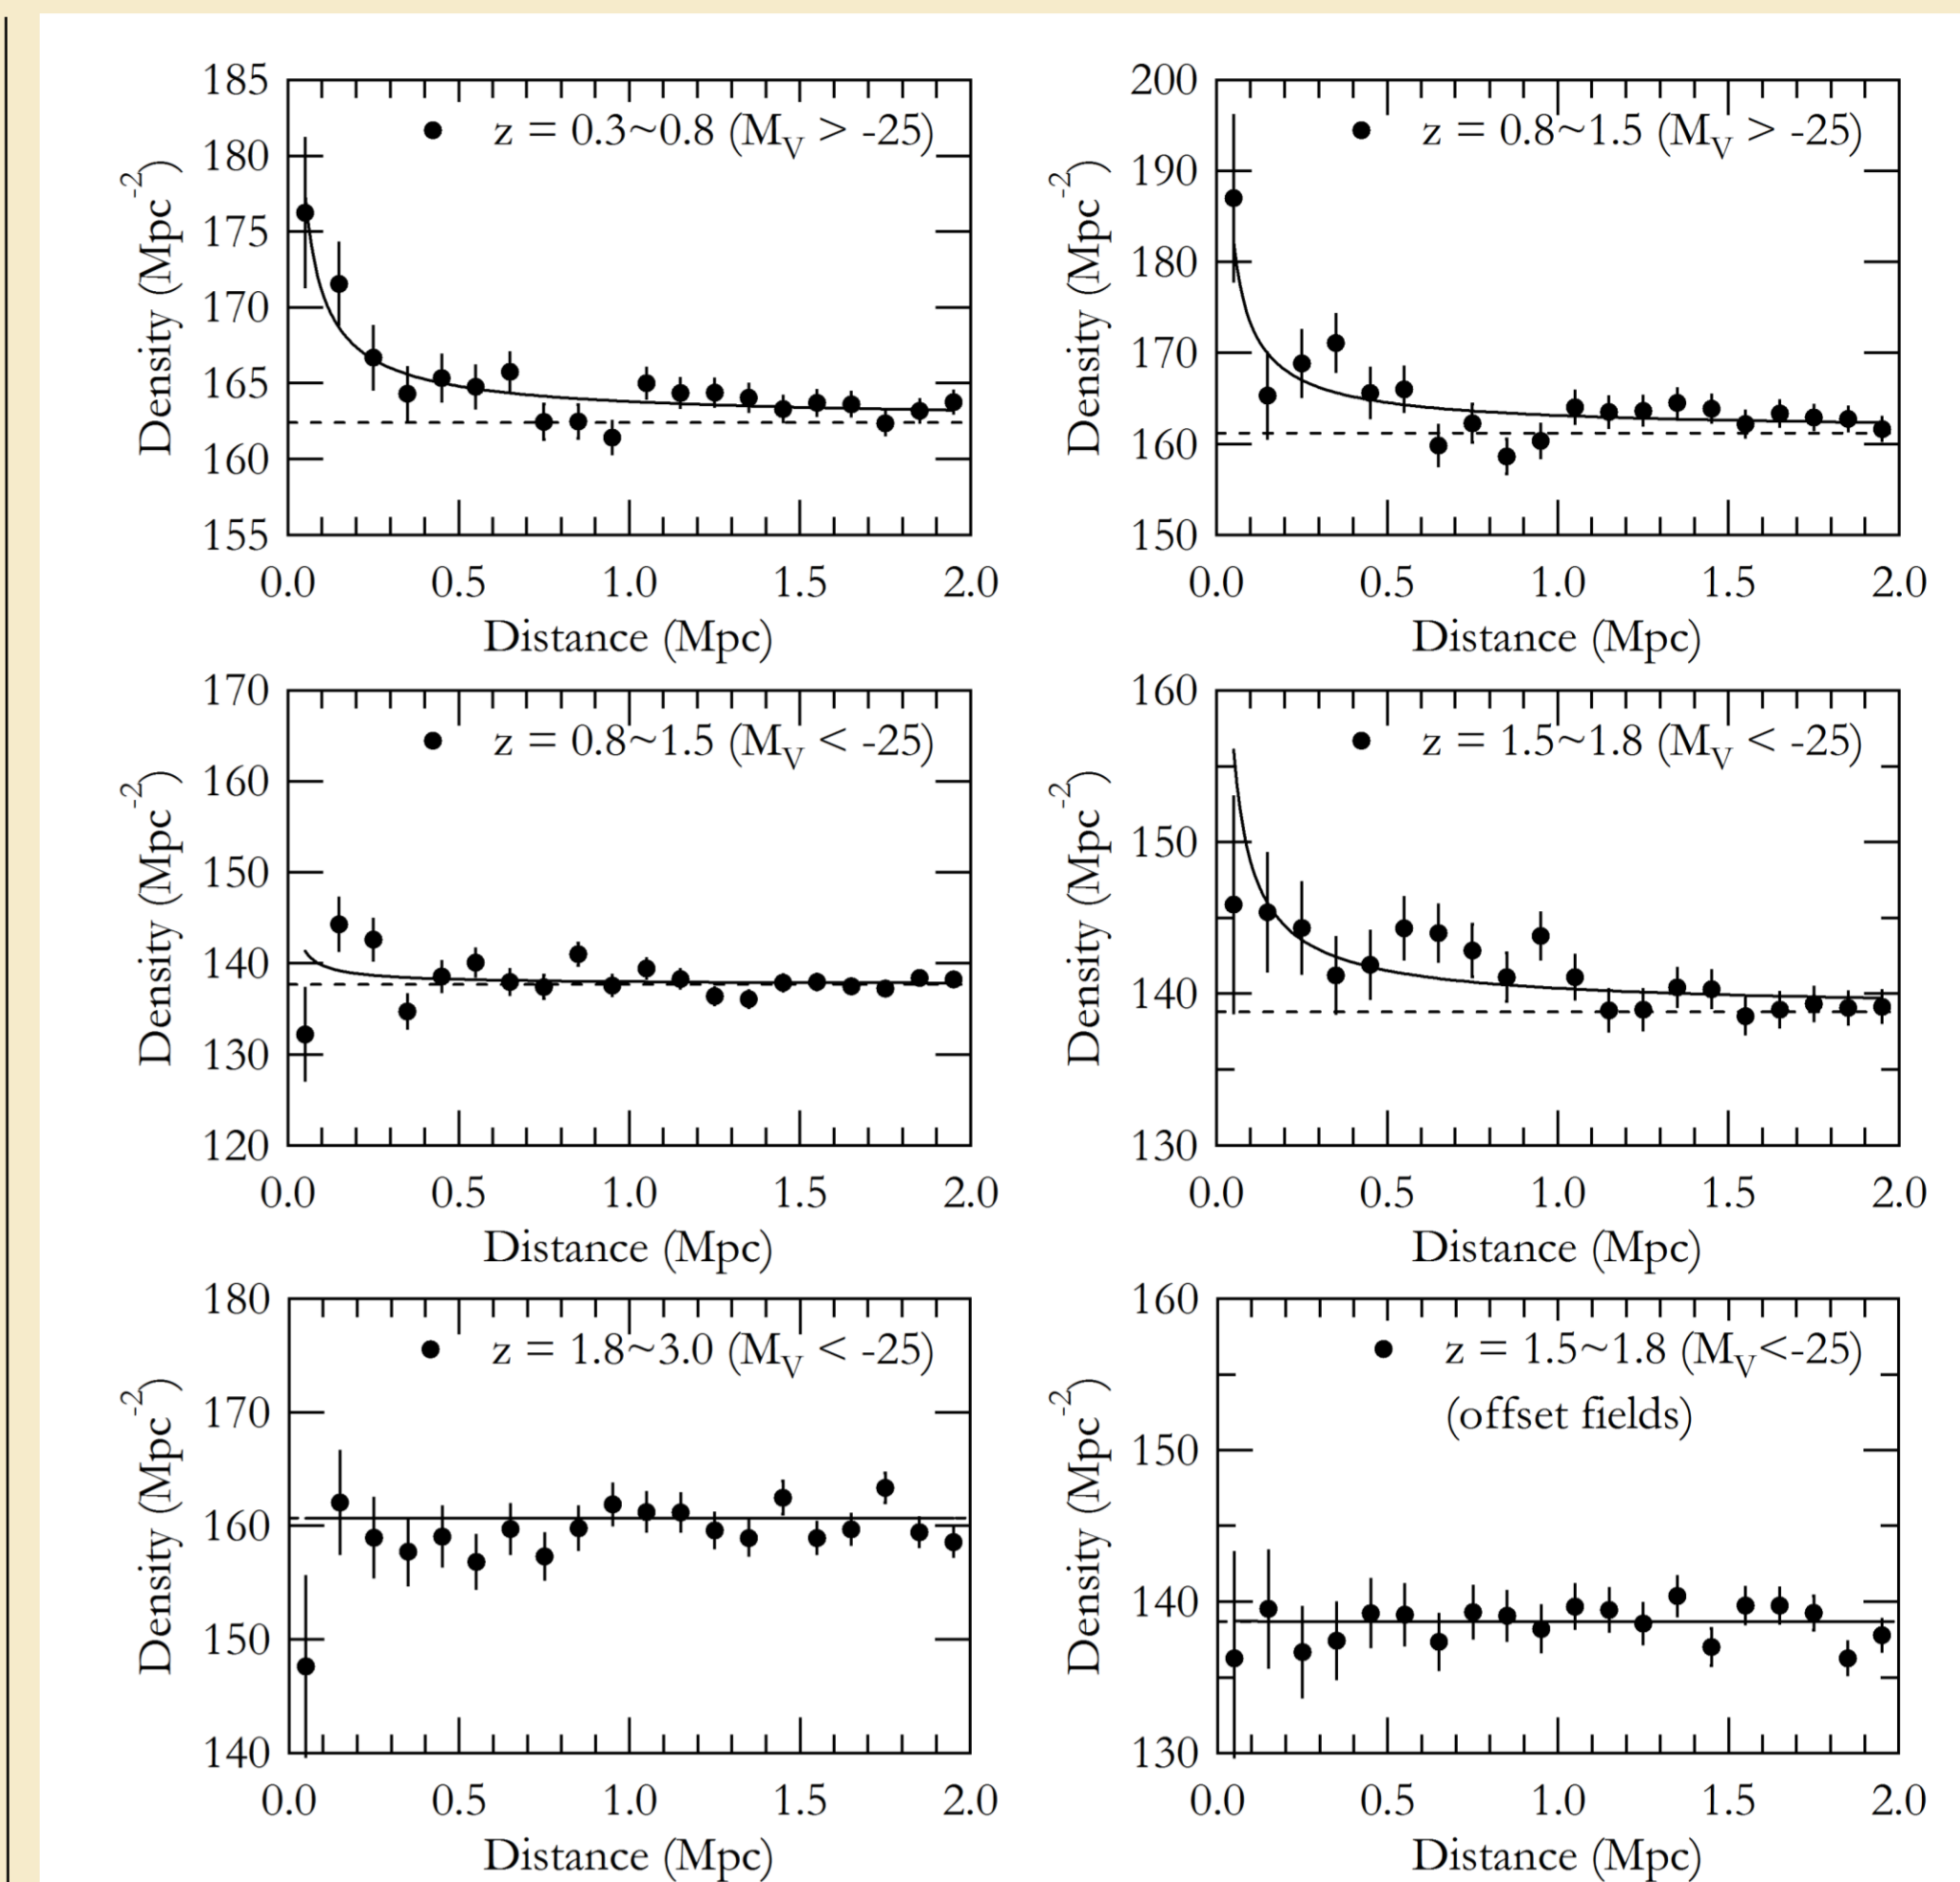 185
180
175
170
165
160
155
Density (Mpc⁻²)
z = 0.3~0.8 (M_V > -25)
0.0 0.5 1.0 1.5 2.0
Distance (Mpc)
200
190
180
170
160
150
Density (Mpc⁻²)
z = 0.8~1.5 (M_V > -25)
0.0 0.5 1.0 1.5 2.0
Distance (Mpc)
170
160
150
140
130
120
Density (Mpc⁻²)
z = 0.8~1.5 (M_V < -25)
0.0 0.5 1.0 1.5 2.0
Distance (Mpc)
160
150
140
130
Density (Mpc⁻²)
z = 1.5~1.8 (M_V < -25)
0.0 0.5 1.0 1.5 2.0
Distance (Mpc)
180
170
160
150
140
Density (Mpc⁻²)
z = 1.8~3.0 (M_V < -25)
0.0 0.5 1.0 1.5 2.0
Distance (Mpc)
160
150
140
130
Density (Mpc⁻²)
z = 1.5~1.8 (M_V<-25)
(offset fields)
0.0 0.5 1.0 1.5 2.0
Distance (Mpc)